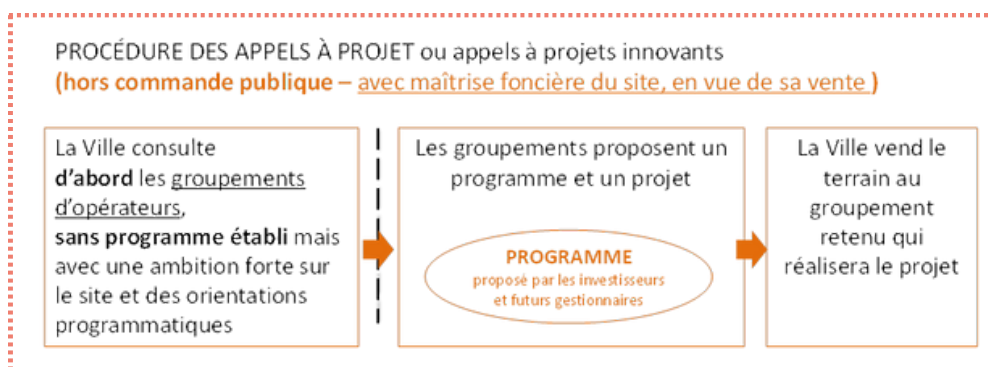 PROCÉDURE DES APPELS À PROJET ou appels à projets innovants
(hors commande publique – avec maîtrise foncière du site, en vue de sa vente )
La Ville consulte
d'abord les groupements
d'opérateurs,
sans programme établi mais
avec une ambition forte sur
le site et des orientations
programmatiques
Les groupements proposent un
programme et un projet
PROGRAMME
proposé par les investisseurs
et futurs gestionnaires
La Ville vend le
terrain au
groupement
retenu qui
réalisera le projet